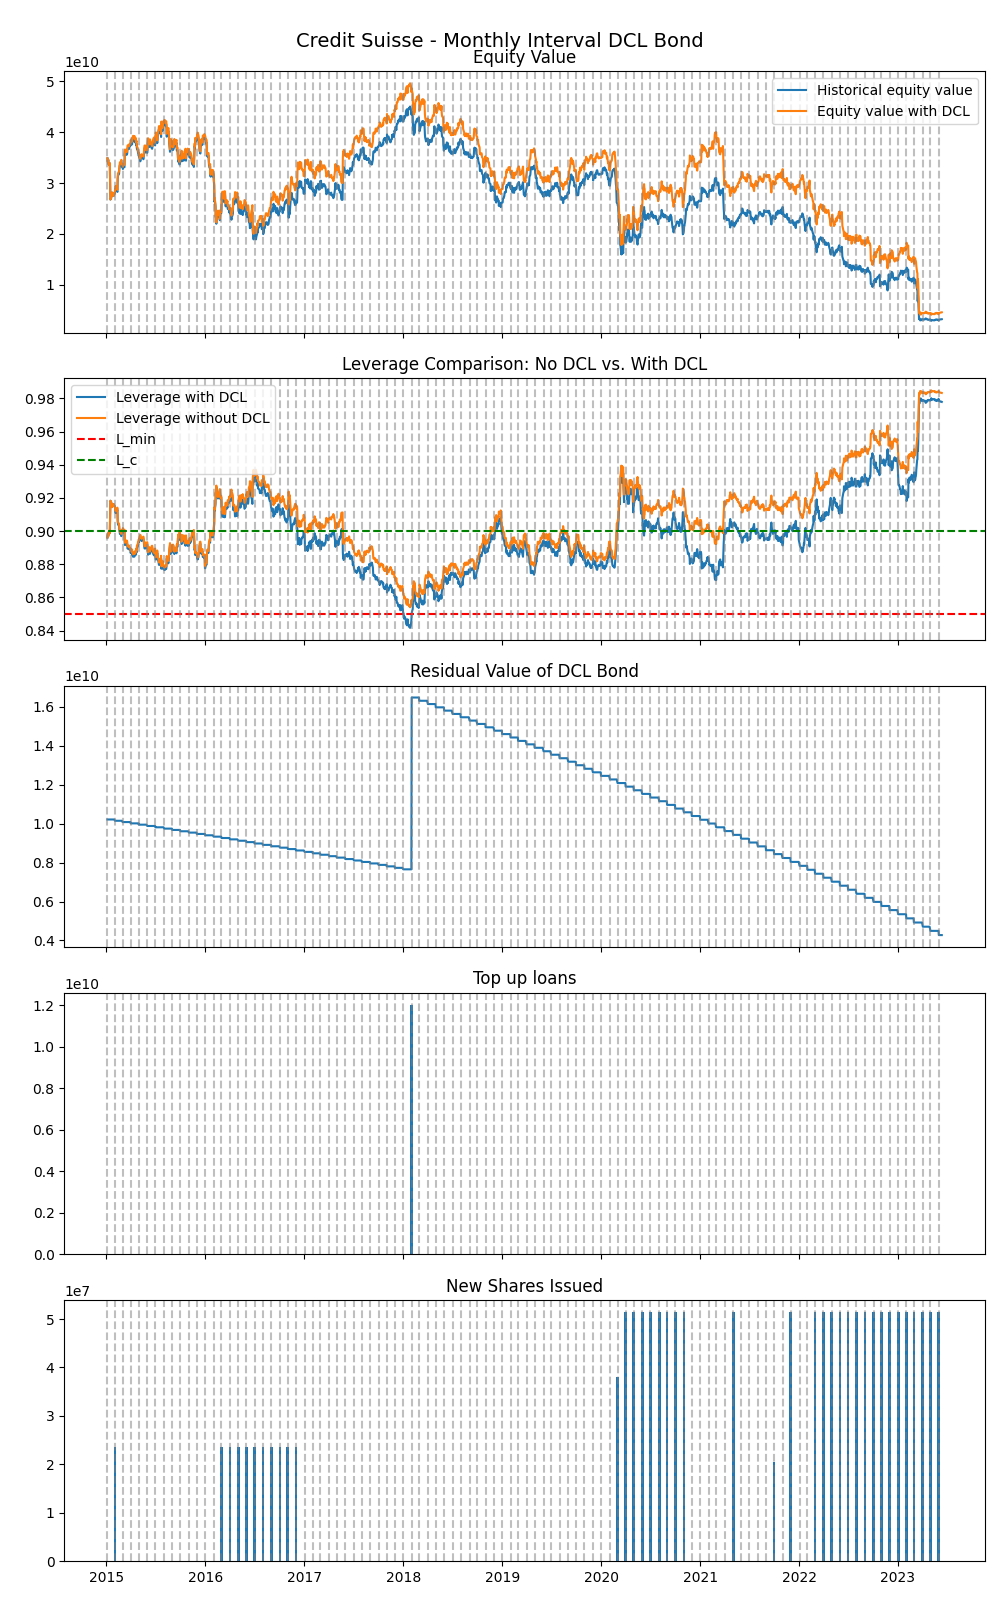 Credit Suisse - Monthly Interval DCL Bond
Equity Value
1e10
5
4
3
2
1
Historical equity value
Equity value with DCL
Leverage Comparison: No DCL vs. With DCL
0.98
0.96
0.94
0.92
0.90
0.88
0.86
0.84
Leverage with DCL
Leverage without DCL
L_min
L_c
Residual Value of DCL Bond
1e10
1.6
1.4
1.2
1.0
0.8
0.6
0.4
Top up loans
1e10
1.2
1.0
0.8
0.6
0.4
0.2
0.0
New Shares Issued
1e7
5
4
3
2
1
0
2015 2016 2017 2018 2019 2020 2021 2022 2023